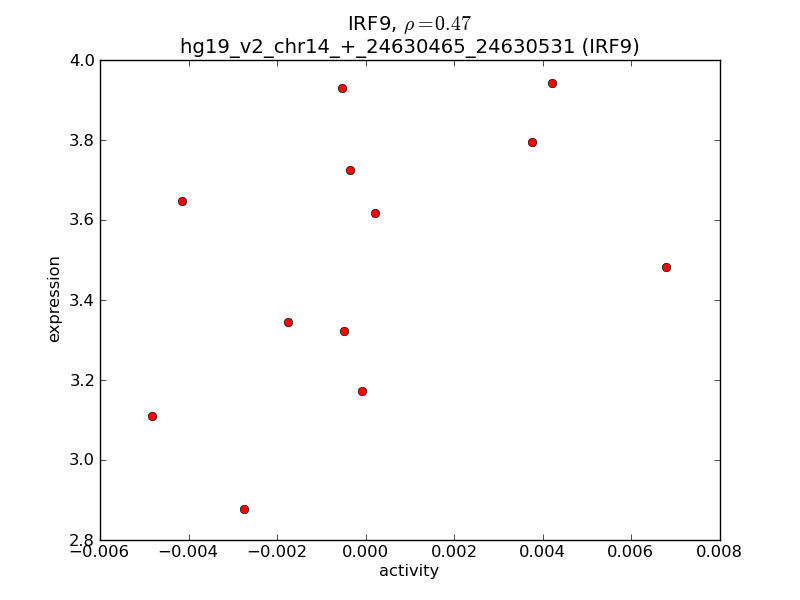 IRF9, ρ = 0.47
hg19_v2_chr14_+_24630465_24630531 (IRF9)
4.0
3.8
3.6
3.4
3.2
3.0
2.8
expression
−0.006 −0.004 −0.002 0.000 0.002 0.004 0.006 0.008
activity